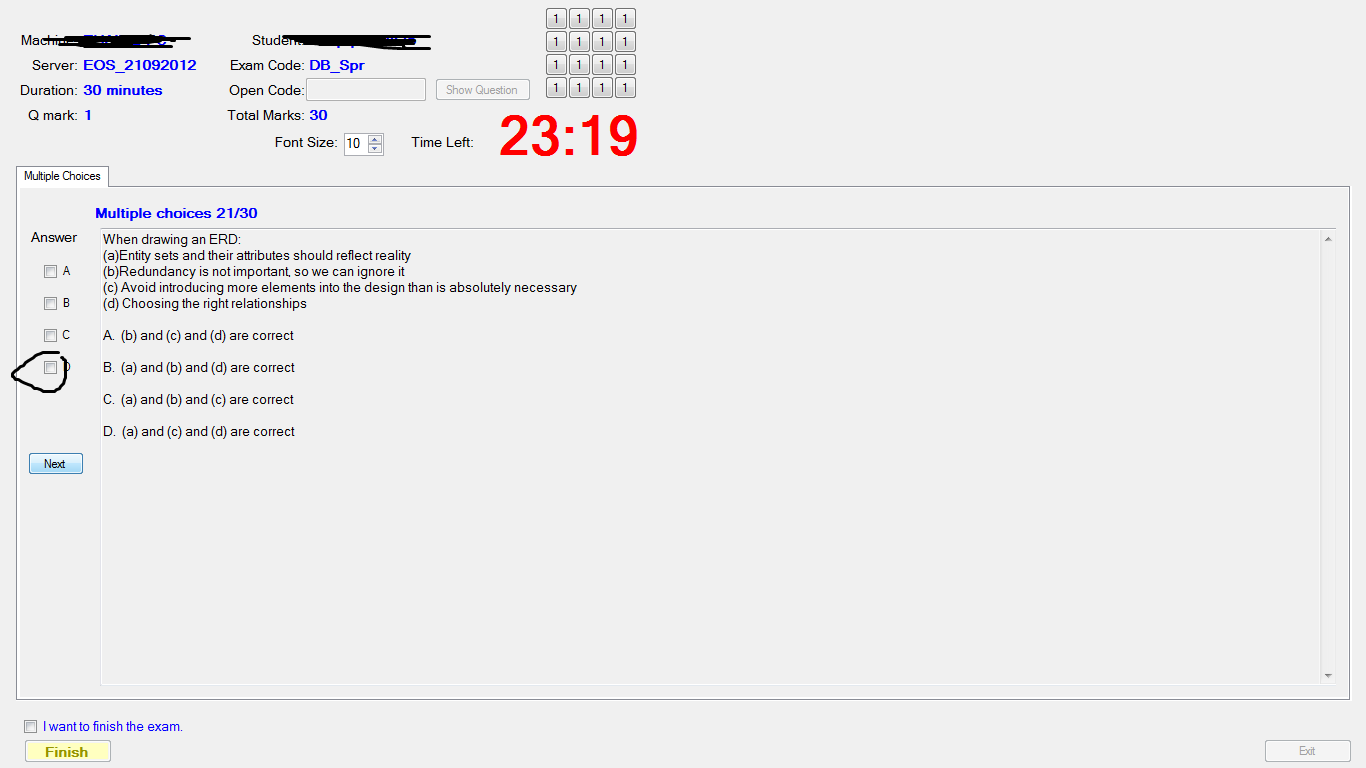 1 1 1 1
Student:
1 1 1 1
Server: EOS_21092012 Exam Code: DB_Spr
1 1 1 1
Duration: 30 minutes Open Code: Show Question
1 1 1 1
Q mark: 1 Total Marks: 30
Font Size: 10 Time Left: 23:19
Multiple Choices
Multiple choices 21/30
Answer
When drawing an ERD:
(a)Entity sets and their attributes should reflect reality
A
(b)Redundancy is not important, so we can ignore it
(c) Avoid introducing more elements into the design than is absolutely necessary
B
(d) Choosing the right relationships
C
A. (b) and (c) and (d) are correct
B. (a) and (b) and (d) are correct
C. (a) and (b) and (c) are correct
D. (a) and (c) and (d) are correct
Next
I want to finish the exam.
Finish
Exit